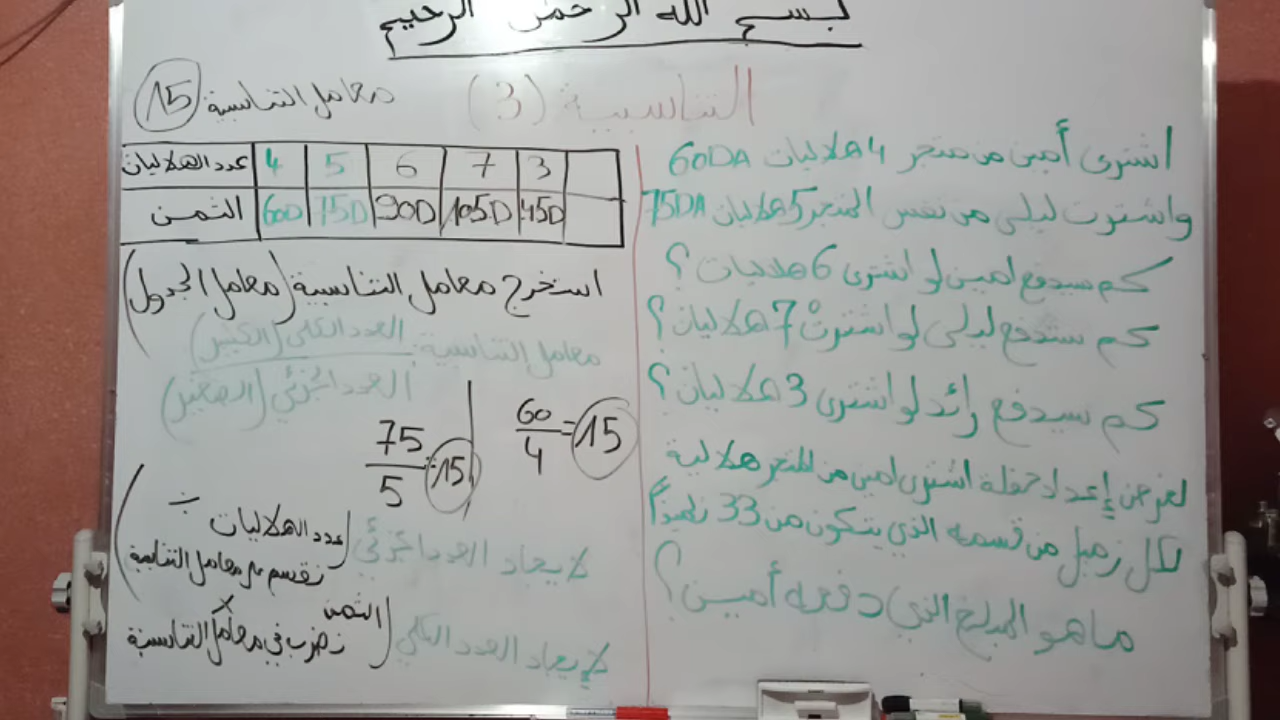 بسم الله الرحمن الرحيم
التناسبية (3)
معامل التناسبية 15
اشترى أمين من متجر 4 هلاليات 60DA
واشترت ليلى من نفس المتجر 5 هلاليات 75DA
كم سيدفع امين لو اشترى 6 هلاليات ؟
كم ستدفع ليلى لو اشترتْ 7 هلاليات ؟
كم سيدفع رائد لو اشترى 3 هلاليات ؟
لغرض إعداد حفلة اشترى امين من المتجر هلالية
لكل زميل من قسمه الذي يتكون من 33 تلميذاً
ما هو المبلغ الذي دفعه أمين ؟
عدد الهلاليات 4 5 6 7 3
الثمن 60D 75D 90D 105D 45D
استخرج معامل التناسبية (معامل الجدول)
معامل التناسبية: العدد الكلي (الكبير)
العدد الجزئي (الصغير)
60/4 = 15
75/5 = 15
لإيجاد العدد الجزئي (عدد الهلاليات ÷
نقسم على معامل التناسبية
لإيجاد العدد الكلي (الثمن ×
نضرب في معامل التناسبية